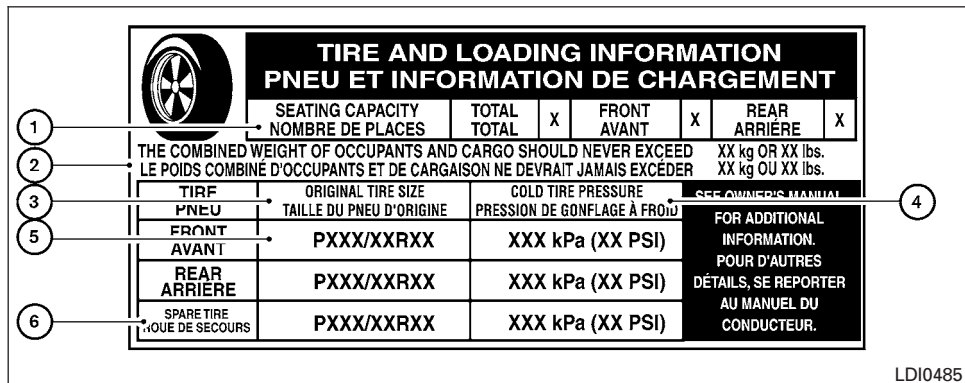 TIRE AND LOADING INFORMATION
PNEU ET INFORMATION DE CHARGEMENT
1
SEATING CAPACITY TOTAL X FRONT X REAR X
NOMBRE DE PLACES TOTAL AVANT ARRIÉRE
2
THE COMBINED WEIGHT OF OCCUPANTS AND CARGO SHOULD NEVER EXCEED XX kg OR XX lbs.
LE POIDS COMBINÉ D'OCCUPANTS ET DE CARGAISON NE DEVRAIT JAMAIS EXCÉDER XX kg OU XX lbs.
3
TIRE
PNEU
ORIGINAL TIRE SIZE
TAILLE DU PNEU D'ORIGINE
COLD TIRE PRESSURE
PRESSION DE GONFLAGE À FROID
4
5
FRONT
AVANT
PXXX/XXRXX
XXX kPa (XX PSI)
REAR
ARRIÈRE
PXXX/XXRXX
XXX kPa (XX PSI)
6
SPARE TIRE
ROUE DE SECOURS
PXXX/XXRXX
XXX kPa (XX PSI)
SEE OWNER'S MANUAL
FOR ADDITIONAL
INFORMATION.
POUR D'AUTRES
DÉTAILS, SE REPORTER
AU MANUEL DU
CONDUCTEUR.
LDI0485